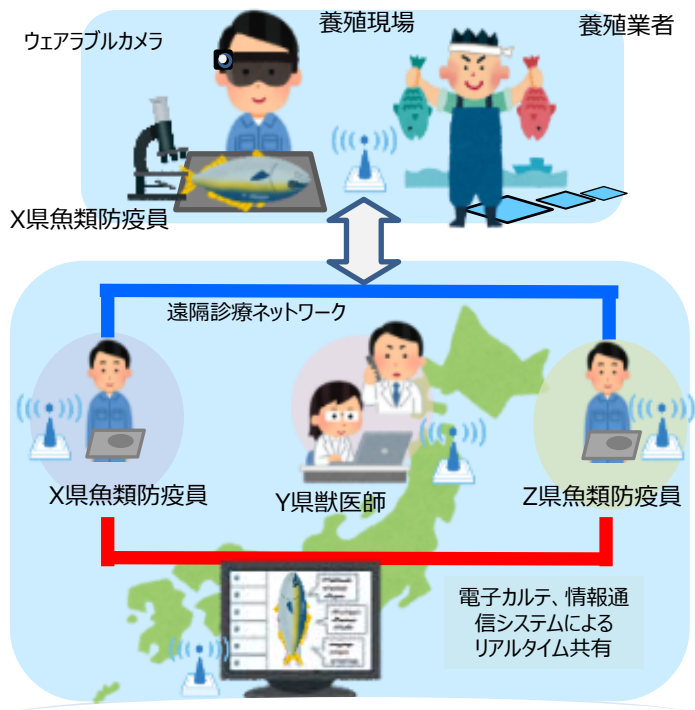 養殖現場
養殖業者
ウェアラブルカメラ
X県魚類防疫員
遠隔診療ネットワーク
X県魚類防疫員
Y県獣医師
Z県魚類防疫員
電子カルテ、情報通
信システムによる
リアルタイム共有